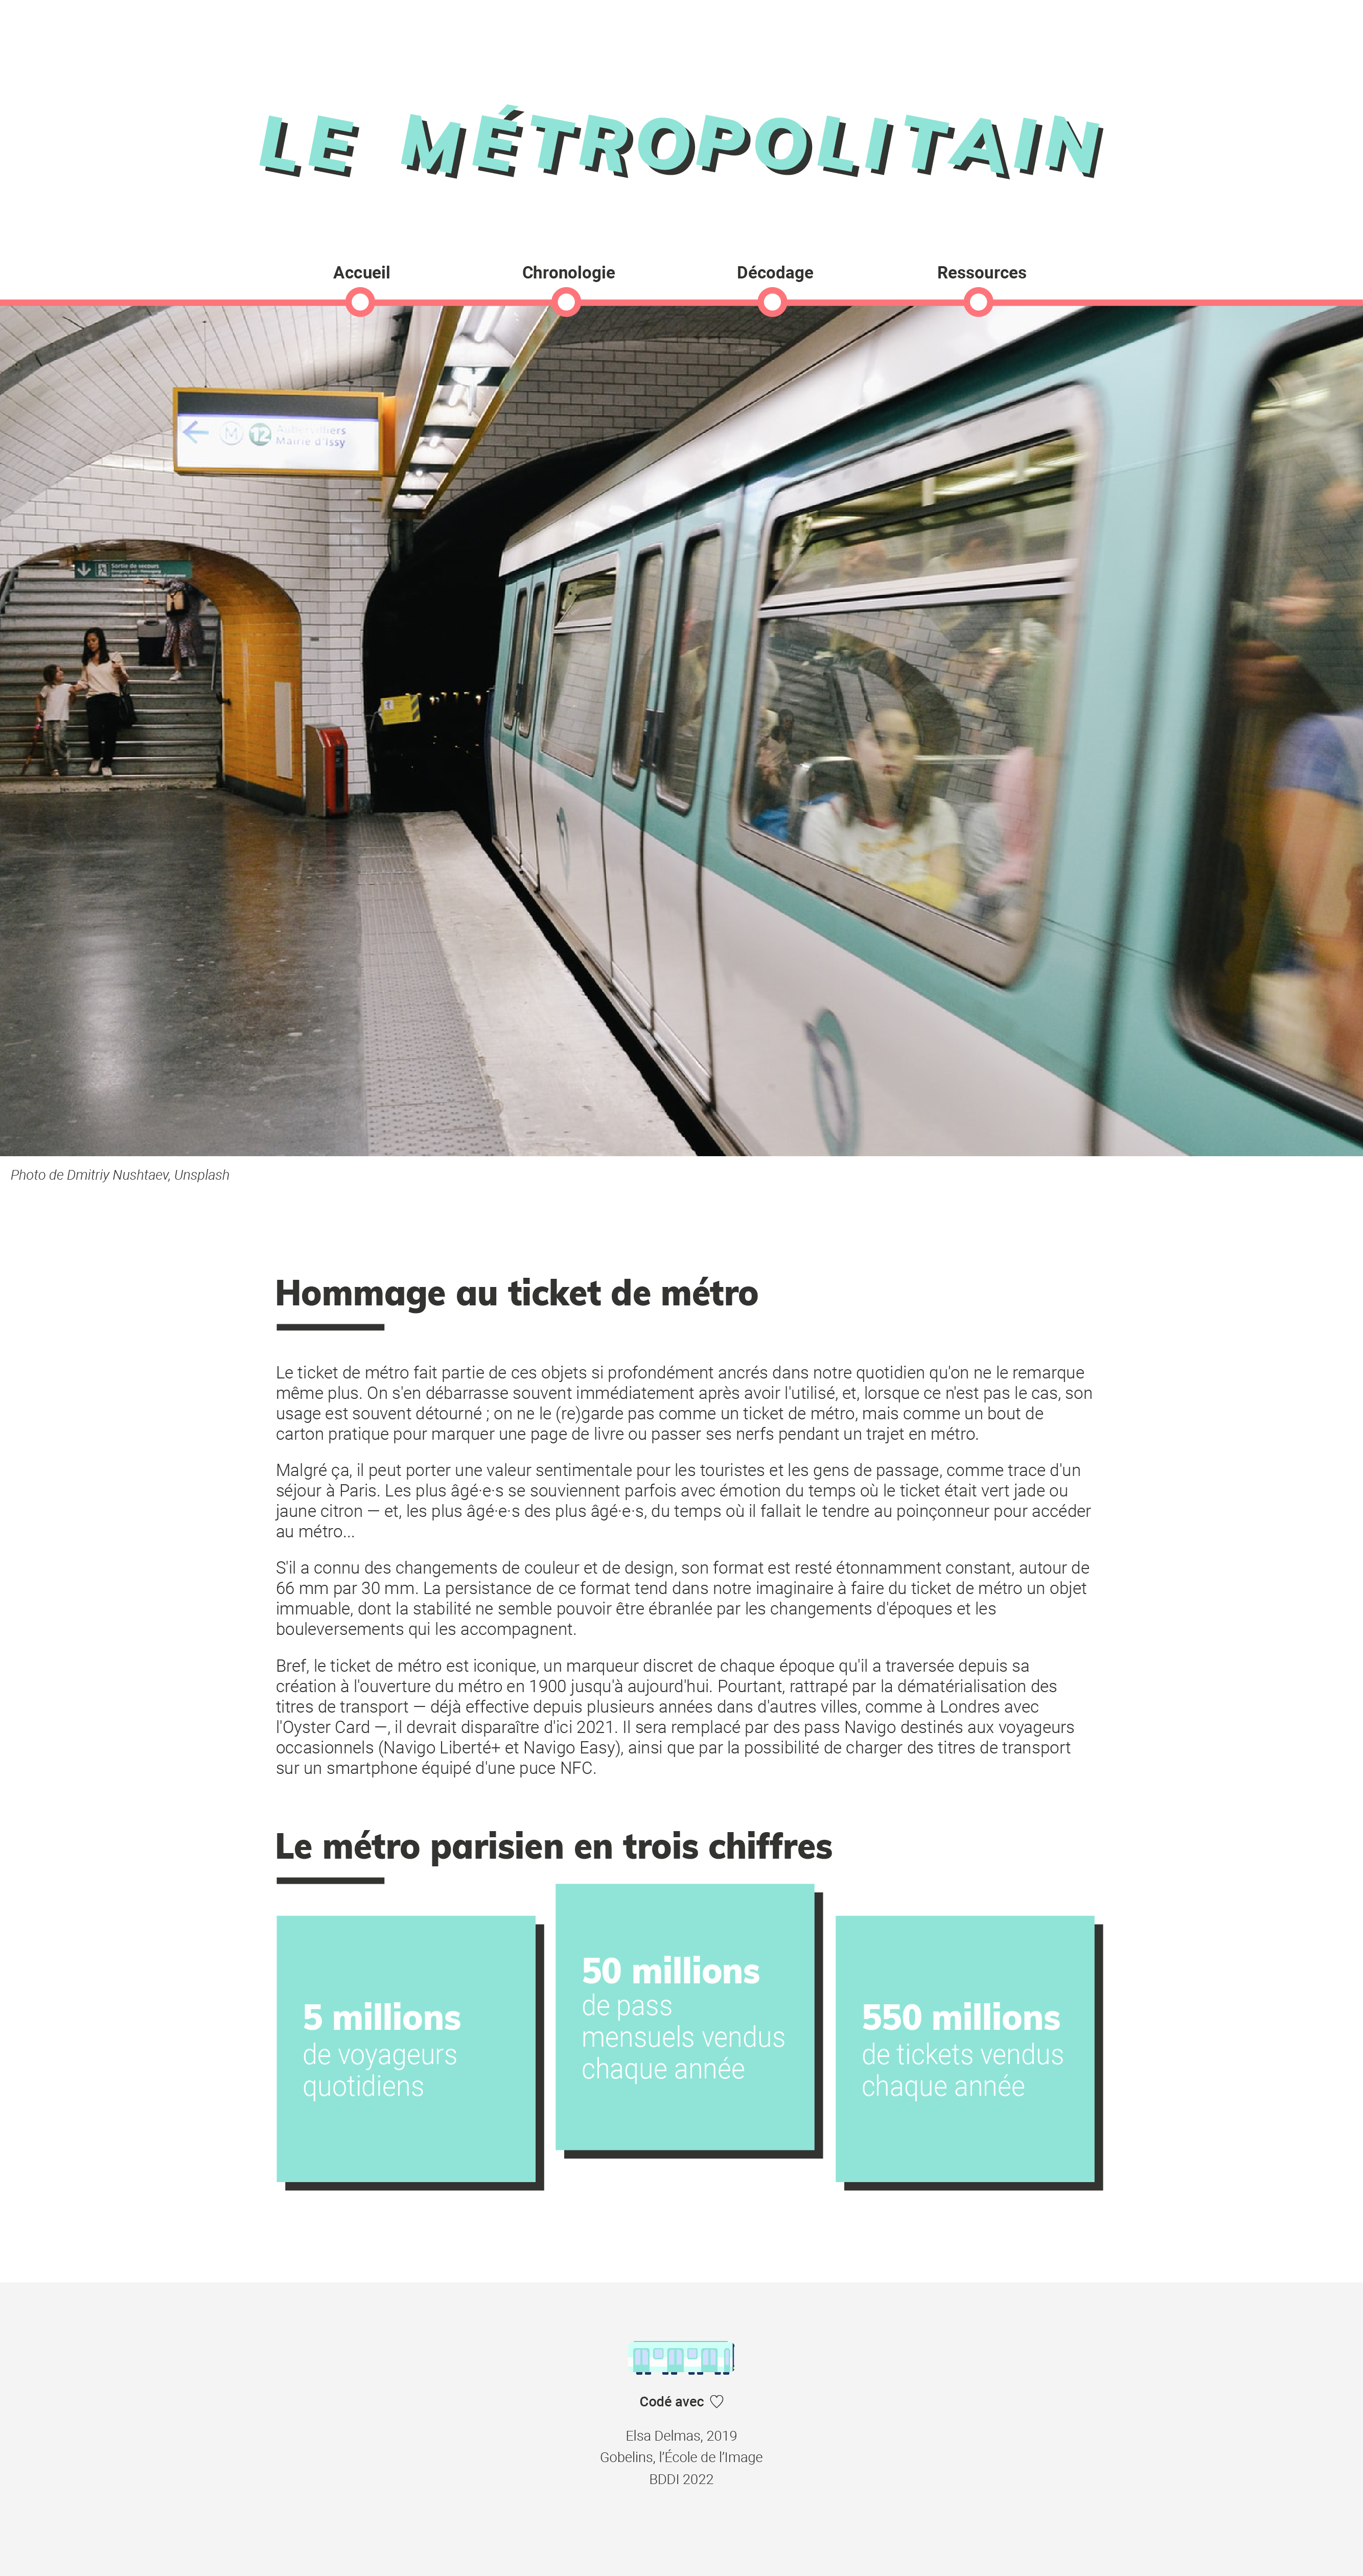 LE MÉTROPOLITAIN
Accueil
Chronologie
Décodage
Ressources
M 12 Aubervilliers
Mairie d'Issy
Sortie de secours
Photo de Dmitriy Nushtaev, Unsplash
Hommage au ticket de métro
Le ticket de métro fait partie de ces objets si profondément ancrés dans notre quotidien qu'on ne le remarque
même plus. On s'en débarrasse souvent immédiatement après avoir l'utilisé, et, lorsque ce n'est pas le cas, son
usage est souvent détourné ; on ne le (re)garde pas comme un ticket de métro, mais comme un bout de
carton pratique pour marquer une page de livre ou passer ses nerfs pendant un trajet en métro.
Malgré ça, il peut porter une valeur sentimentale pour les touristes et les gens de passage, comme trace d'un
séjour à Paris. Les plus âgé·e·s se souviennent parfois avec émotion du temps où le ticket était vert jade ou
jaune citron — et, les plus âgé·e·s des plus âgé·e·s, du temps où il fallait le tendre au poinçonneur pour accéder
au métro...
S'il a connu des changements de couleur et de design, son format est resté étonnamment constant, autour de
66 mm par 30 mm. La persistance de ce format tend dans notre imaginaire à faire du ticket de métro un objet
immuable, dont la stabilité ne semble pouvoir être ébranlée par les changements d'époques et les
bouleversements qui les accompagnent.
Bref, le ticket de métro est iconique, un marqueur discret de chaque époque qu'il a traversée depuis sa
création à l'ouverture du métro en 1900 jusqu'à aujourd'hui. Pourtant, rattrapé par la dématérialisation des
titres de transport — déjà effective depuis plusieurs années dans d'autres villes, comme à Londres avec
l'Oyster Card —, il devrait disparaître d'ici 2021. Il sera remplacé par des pass Navigo destinés aux voyageurs
occasionnels (Navigo Liberté+ et Navigo Easy), ainsi que par la possibilité de charger des titres de transport
sur un smartphone équipé d'une puce NFC.
Le métro parisien en trois chiffres
5 millions
de voyageurs
quotidiens
50 millions
de pass
mensuels vendus
chaque année
550 millions
de tickets vendus
chaque année
Codé avec ♡
Elsa Delmas, 2019
Gobelins, l'École de l'Image
BDDI 2022